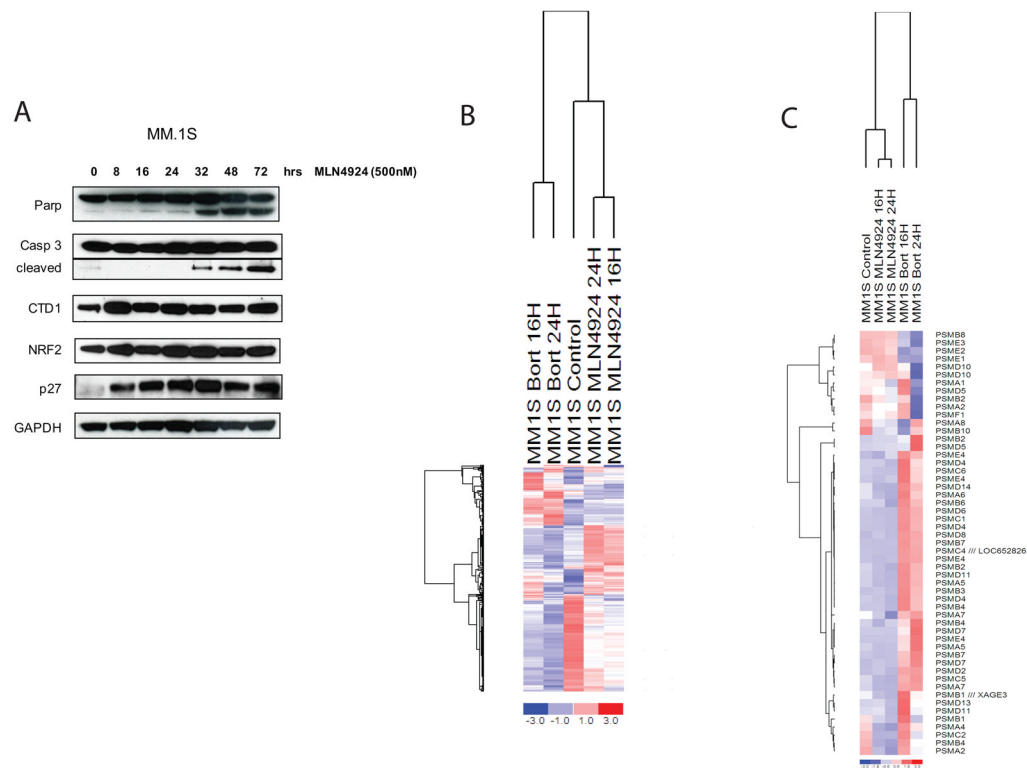 A
MM.1S
0 8 16 24 32 48 72 hrs MLN4924 (500nM)
Parp
Casp 3
cleaved
CTD1
NRF2
p27
GAPDH
B
MM1S Bort 16H
MM1S Bort 24H
MM1S Control
MM1S MLN4924 24H
MM1S MLN4924 16H
-3.0 -1.0 1.0 3.0
C
MM1S Control
MM1S MLN4924 16H
MM1S MLN4924 24H
MM1S Bort 16H
MM1S Bort 24H
PSMB8
PSME3
PSME2
PSME1
PSMD10
PSMD10
PSMA1
PSMD5
PSMB2
PSMA2
PSMF1
PSMA8
PSMB10
PSMB2
PSMD5
PSME4
PSMD4
PSMC6
PSME4
PSMD14
PSMA6
PSMB6
PSMD6
PSMC1
PSMD4
PSMD8
PSMB7
PSMC4 /// LOC652826
PSME4
PSMB2
PSMD11
PSMA5
PSMB3
PSMD4
PSMB4
PSMA7
PSMB4
PSMD7
PSME4
PSMA5
PSMB7
PSMD7
PSMD2
PSMC5
PSMA7
PSMB1 /// XAGE3
PSMD13
PSMD11
PSMB1
PSMA4
PSMC2
PSMB4
PSMA2